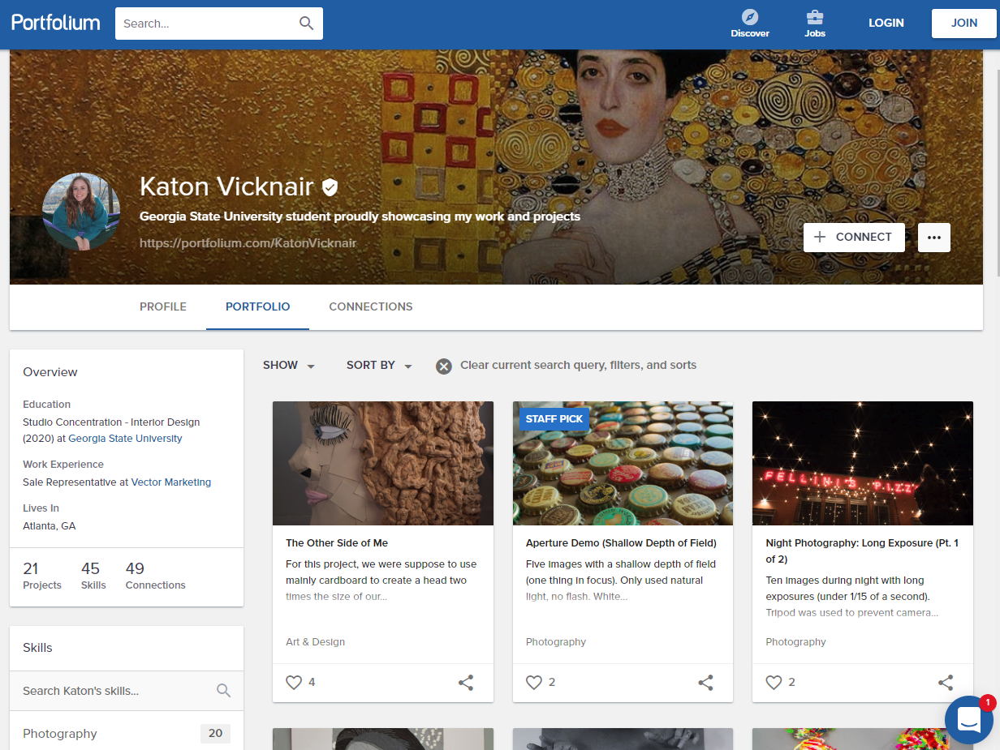 Portfolium
Search...
Discover
Jobs
LOGIN
JOIN
Katon Vicknair
Georgia State University student proudly showcasing my work and projects
https://portfolium.com/KatonVicknair
CONNECT
PROFILE
PORTFOLIO
CONNECTIONS
Overview
Education
Studio Concentration - Interior Design
(2020) at Georgia State University
Work Experience
Sale Representative at Vector Marketing
Lives In
Atlanta, GA
21
45
49
Projects
Skills
Connections
Skills
Search Katon's skills...
Photography
20
SHOW
SORT BY
Clear current search query, filters, and sorts
The Other Side of Me
For this project, we were suppose to use
mainly cardboard to create a head two
times the size of our...
Art & Design
4
STAFF PICK
Aperture Demo (Shallow Depth of Field)
Five images with a shallow depth of field
(one thing in focus). Only used natural
light, no flash. White...
Photography
2
FELLINI'S PIZZ
Night Photography: Long Exposure (Pt. 1
of 2)
Ten images during night with long
exposures (under 1/15 of a second).
Tripod was used to prevent camera...
Photography
2
1